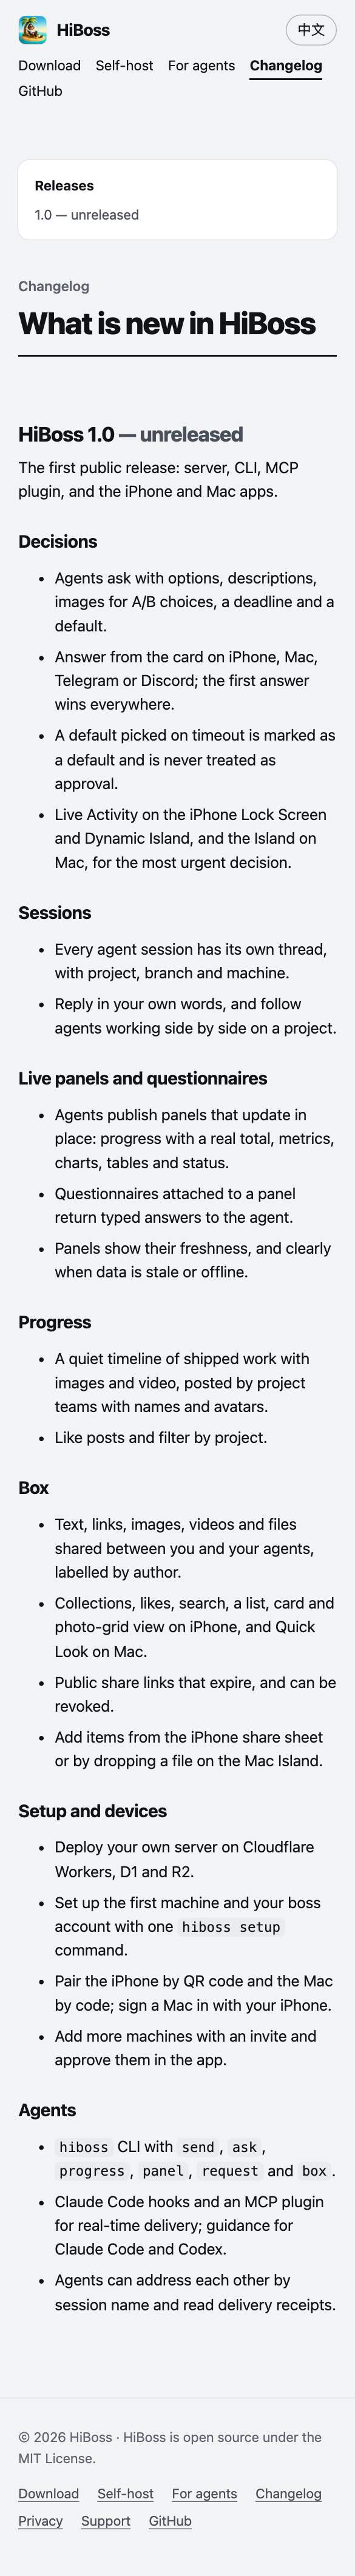 HiBoss
中文
Download Self-host For agents Changelog
GitHub
Releases
1.0 — unreleased
Changelog
What is new in HiBoss
HiBoss 1.0 — unreleased
The first public release: server, CLI, MCP
plugin, and the iPhone and Mac apps.
Decisions
• Agents ask with options, descriptions,
images for A/B choices, a deadline and a
default.
• Answer from the card on iPhone, Mac,
Telegram or Discord; the first answer
wins everywhere.
• A default picked on timeout is marked as
a default and is never treated as
approval.
• Live Activity on the iPhone Lock Screen
and Dynamic Island, and the Island on
Mac, for the most urgent decision.
Sessions
• Every agent session has its own thread,
with project, branch and machine.
• Reply in your own words, and follow
agents working side by side on a project.
Live panels and questionnaires
• Agents publish panels that update in
place: progress with a real total, metrics,
charts, tables and status.
• Questionnaires attached to a panel
return typed answers to the agent.
• Panels show their freshness, and clearly
when data is stale or offline.
Progress
• A quiet timeline of shipped work with
images and video, posted by project
teams with names and avatars.
• Like posts and filter by project.
Box
• Text, links, images, videos and files
shared between you and your agents,
labelled by author.
• Collections, likes, search, a list, card and
photo-grid view on iPhone, and Quick
Look on Mac.
• Public share links that expire, and can be
revoked.
• Add items from the iPhone share sheet
or by dropping a file on the Mac Island.
Setup and devices
• Deploy your own server on Cloudflare
Workers, D1 and R2.
• Set up the first machine and your boss
account with one hiboss setup
command.
• Pair the iPhone by QR code and the Mac
by code; sign a Mac in with your iPhone.
• Add more machines with an invite and
approve them in the app.
Agents
• hiboss CLI with send, ask,
progress, panel, request and box.
• Claude Code hooks and an MCP plugin
for real-time delivery; guidance for
Claude Code and Codex.
• Agents can address each other by
session name and read delivery receipts.
© 2026 HiBoss · HiBoss is open source under the
MIT License.
Download Self-host For agents Changelog
Privacy Support GitHub